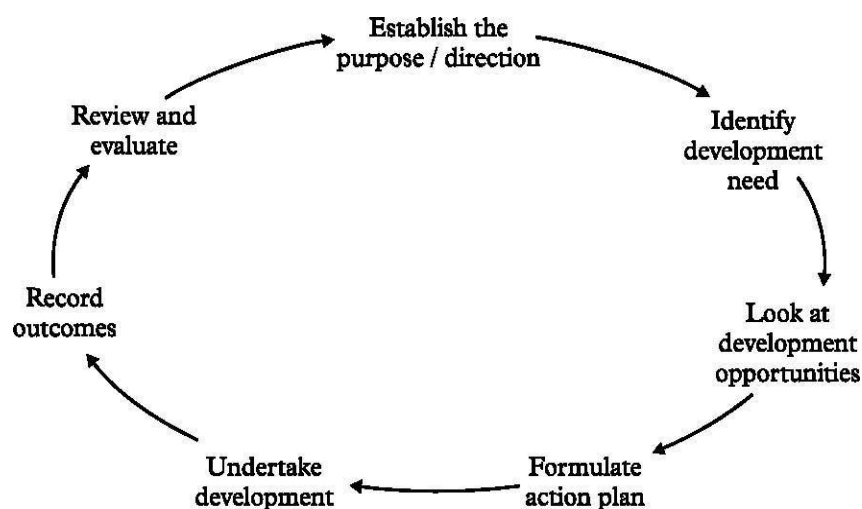 Establish the
purpose / direction
Identify
development
need
Look at
development
opportunities
Formulate
action plan
Undertake
development
Record
outcomes
Review and
evaluate